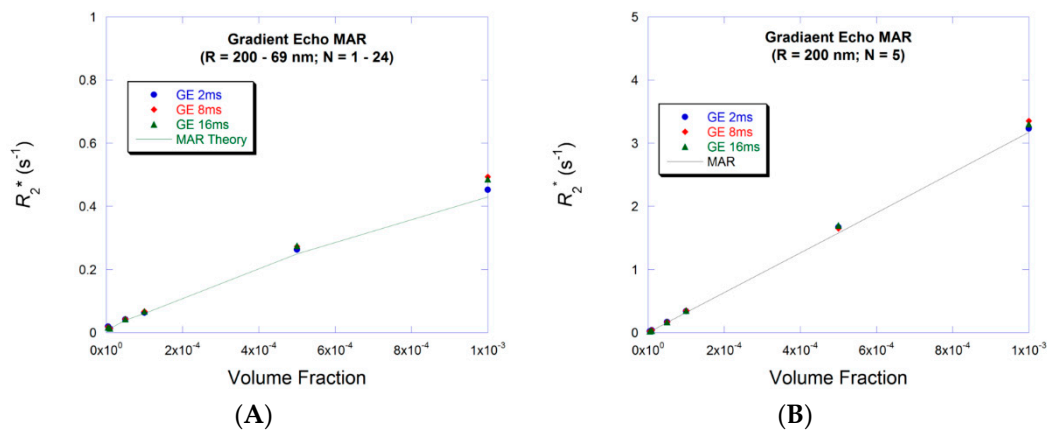 Gradient Echo MAR
(R = 200 - 69 nm; N = 1 - 24)
GE 2ms
GE 8ms
GE 16ms
MAR Theory
R2* (s-1)
1
0.8
0.6
0.4
0.2
0
0x10^0 2x10^-4 4x10^-4 6x10^-4 8x10^-4 1x10^-3
Volume Fraction
(A)
Gradiaent Echo MAR
(R = 200 nm; N = 5)
GE 2ms
GE 8ms
GE 16ms
MAR
R2* (s-1)
5
4
3
2
1
0
0x10^0 2x10^-4 4x10^-4 6x10^-4 8x10^-4 1x10^-3
Volume Fraction
(B)